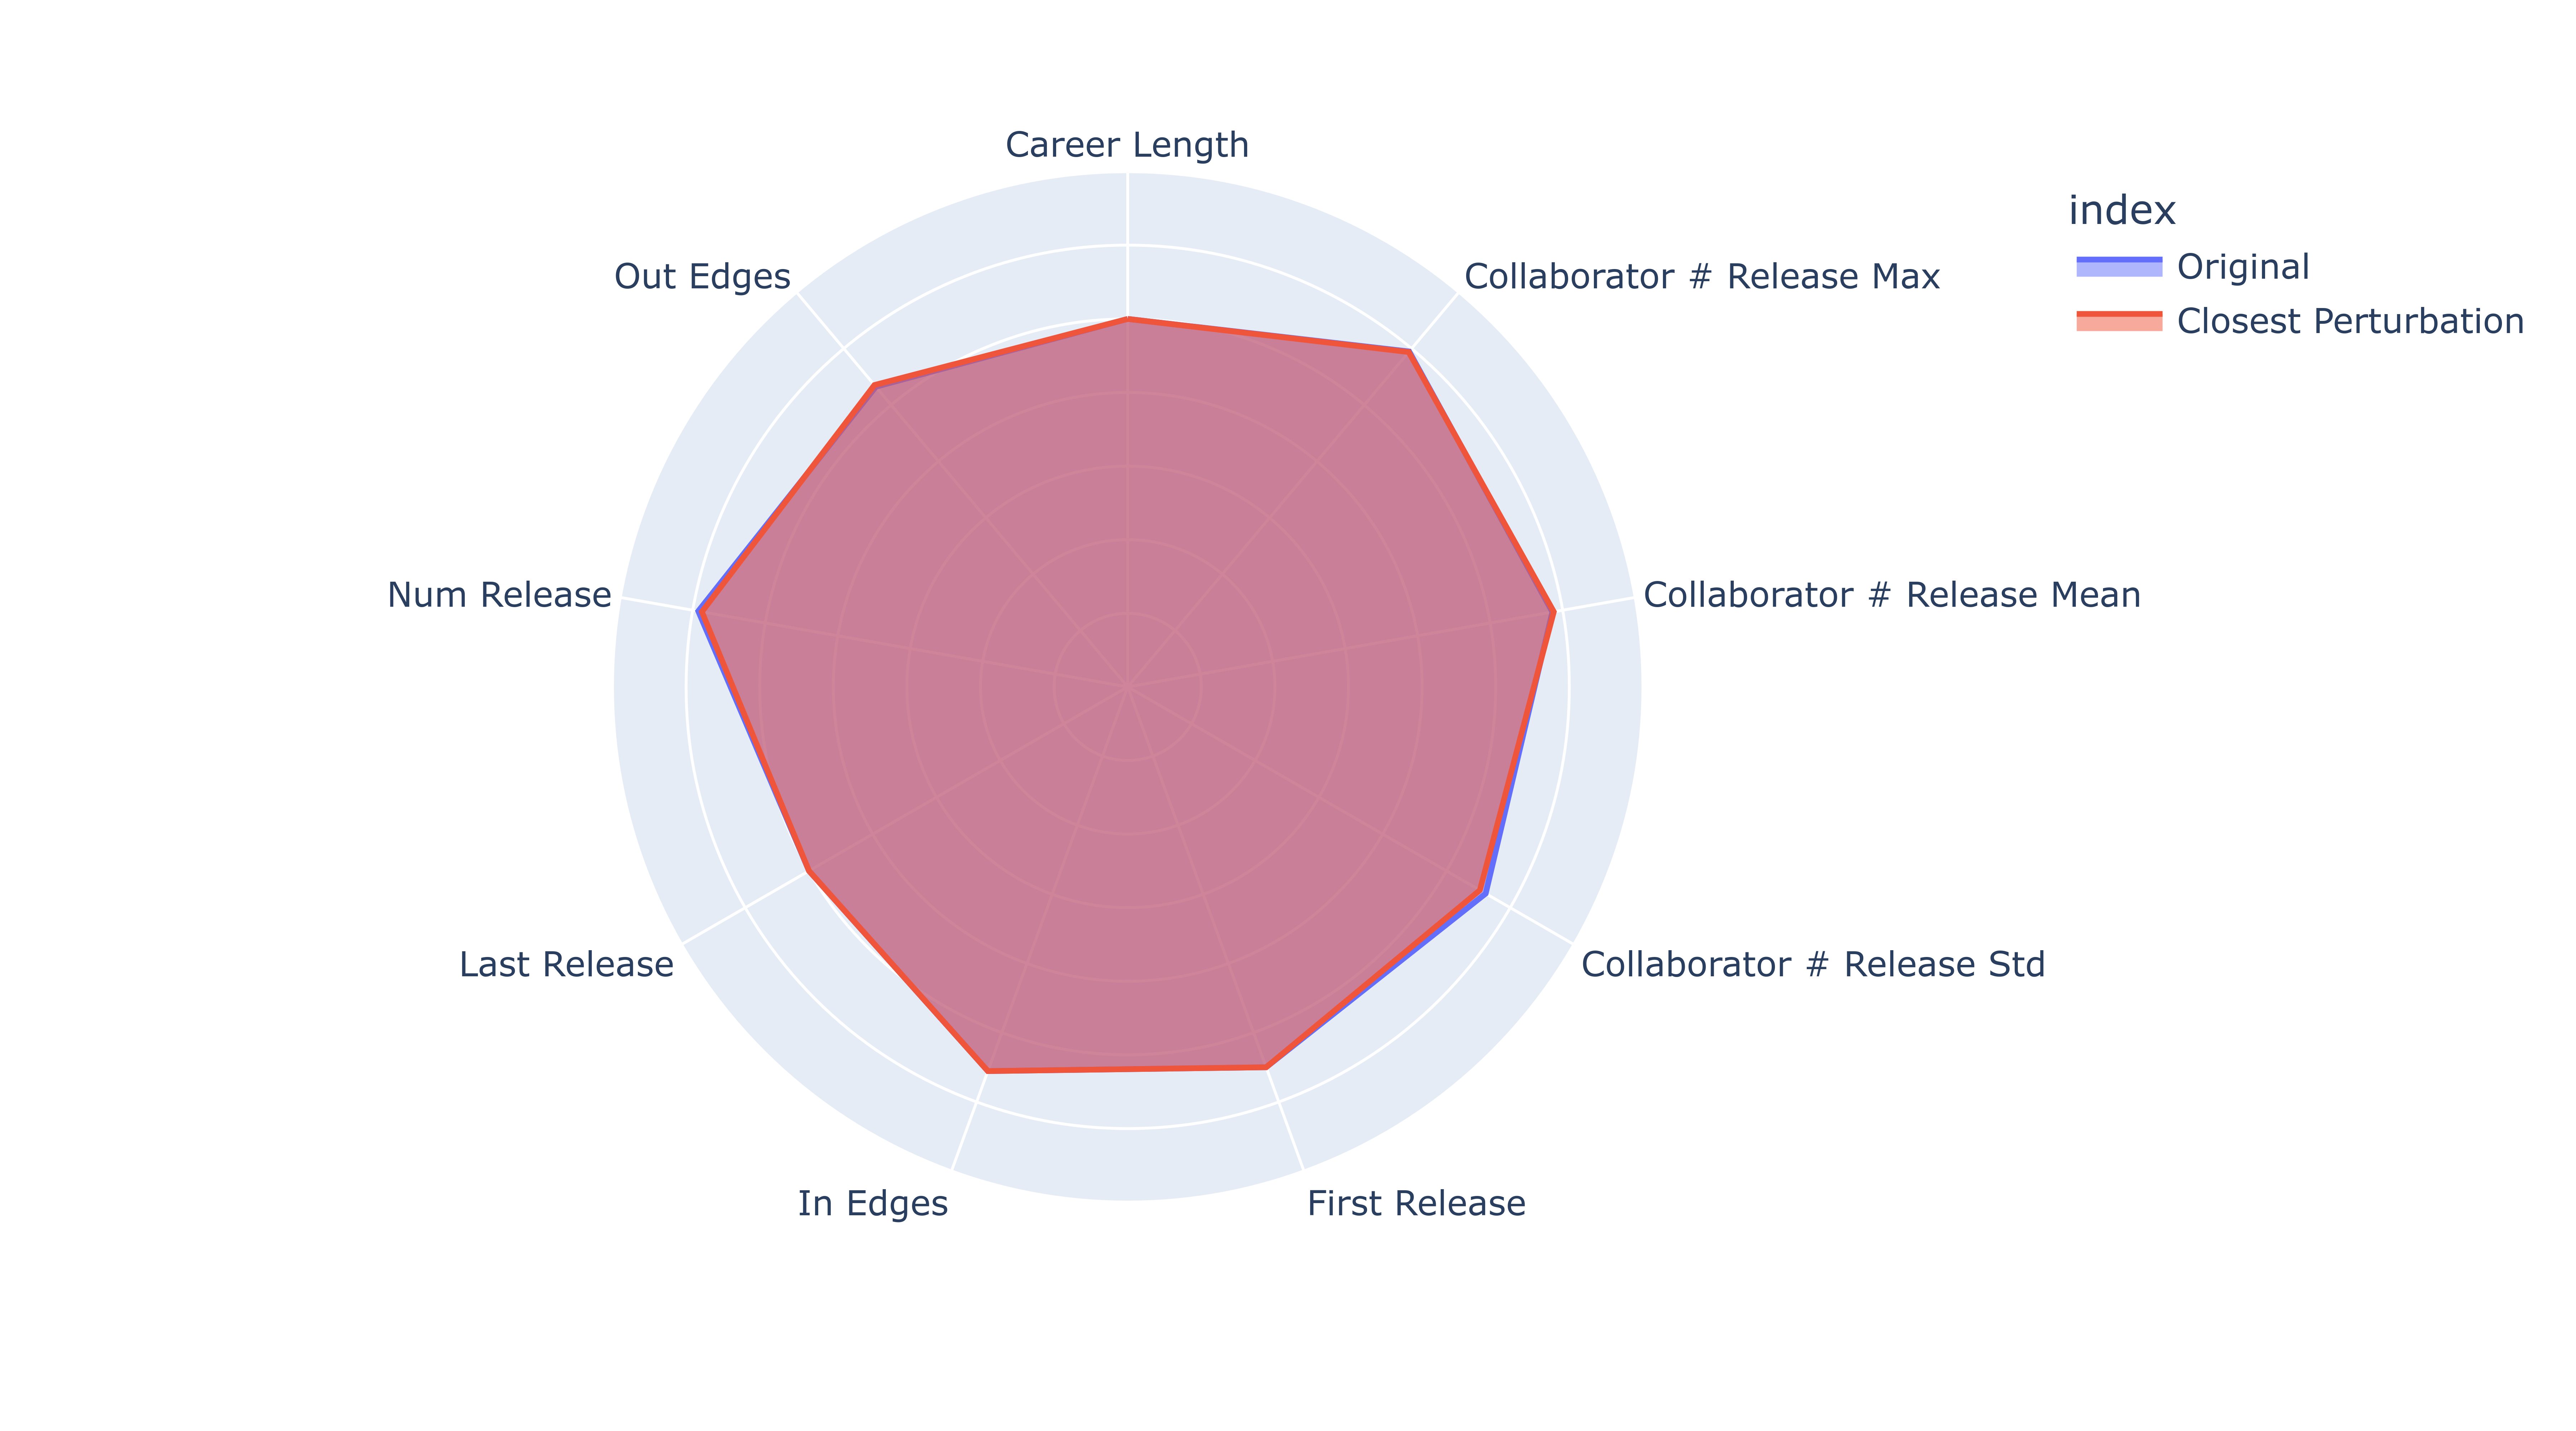 Career Length
Out Edges
Collaborator # Release Max
Num Release
Collaborator # Release Mean
Last Release
Collaborator # Release Std
In Edges
First Release
index
Original
Closest Perturbation